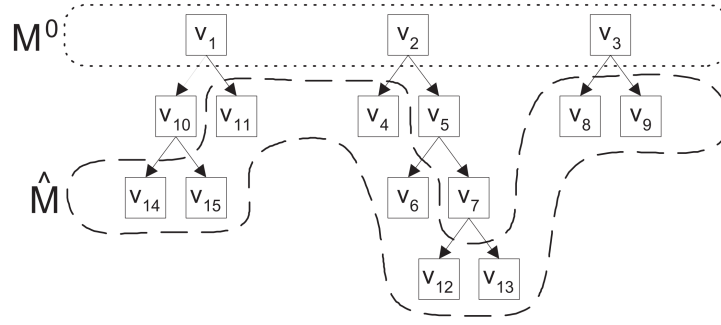 M⁰ v₁ v₂ v₃
v₁₀ v₁₁ v₄ v₅ v₈ v₉
M̂ v₁₄ v₁₅ v₆ v₇
v₁₂ v₁₃